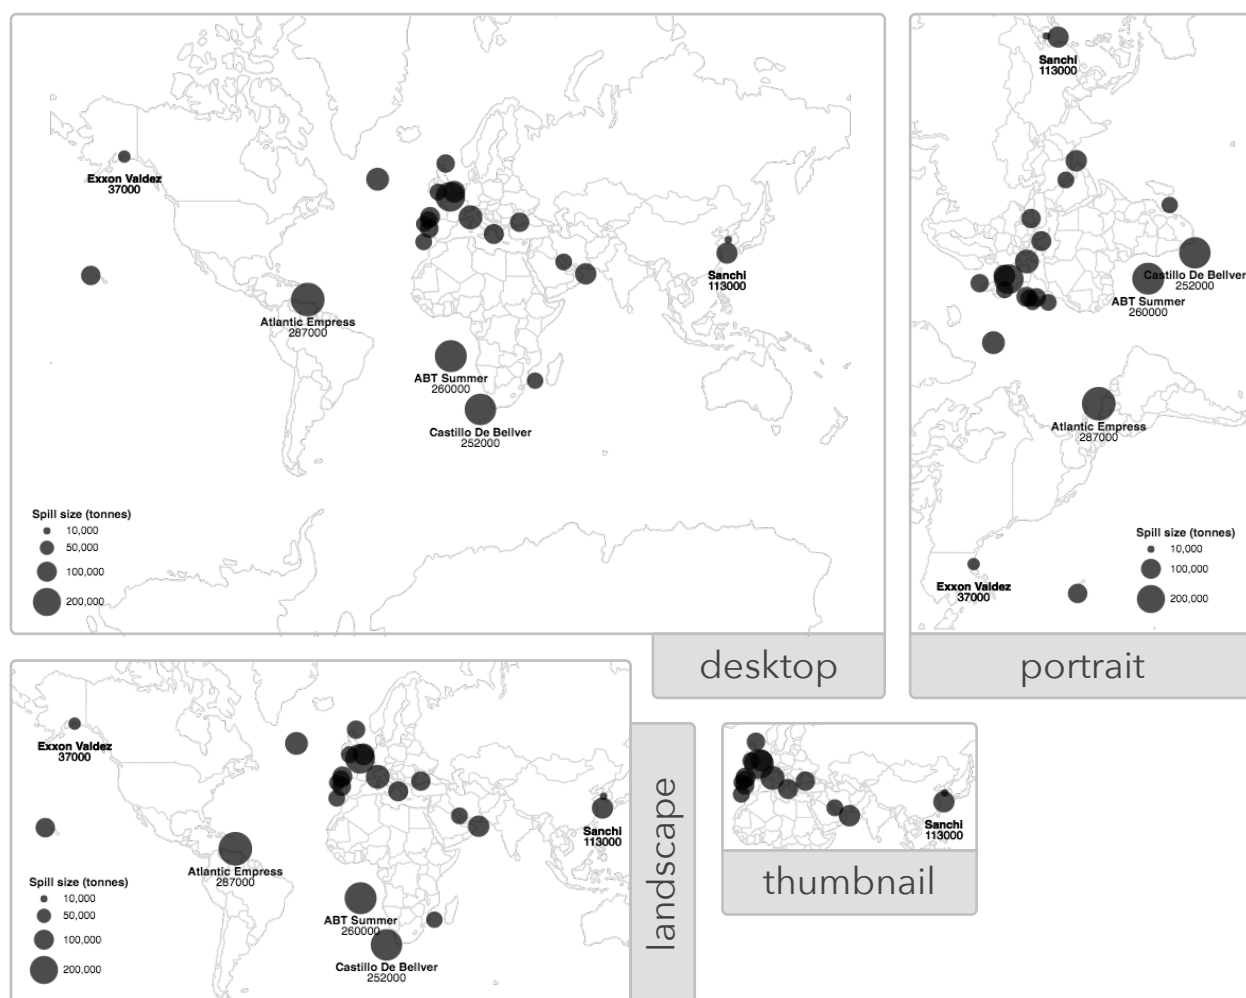 Exxon Valdez
37000
Atlantic Empress
287000
ABT Summer
260000
Castillo De Bellver
252000
Sanchi
113000
Spill size (tonnes)
10,000
50,000
100,000
200,000
desktop
Sanchi
113000
Castillo De Bellver
252000
ABT Summer
260000
Atlantic Empress
287000
Exxon Valdez
37000
Spill size (tonnes)
10,000
100,000
200,000
portrait
Exxon Valdez
37000
Sanchi
113000
Atlantic Empress
287000
ABT Summer
260000
Castillo De Bellver
252000
Spill size (tonnes)
10,000
50,000
100,000
200,000
landscape
Sanchi
113000
thumbnail